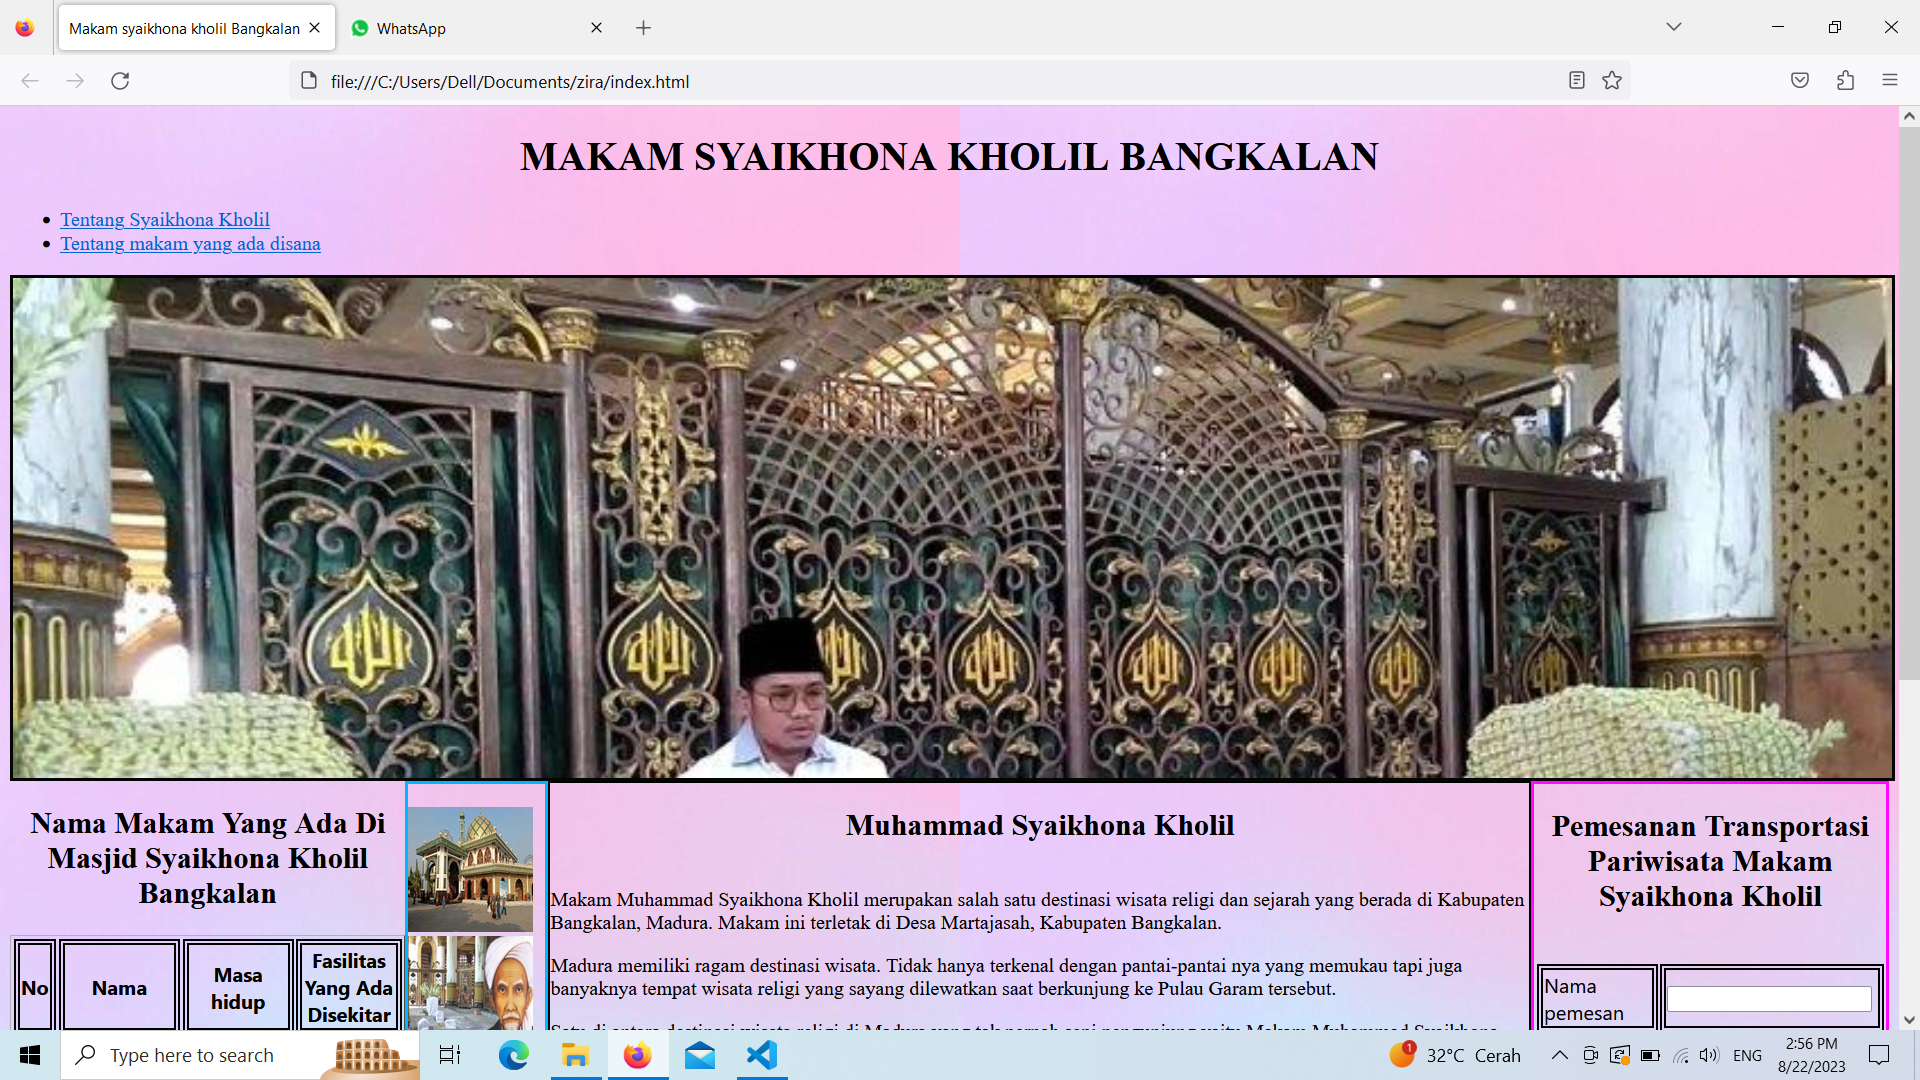 Makam syaikhona kholil Bangkalan
WhatsApp
file:///C:/Users/Dell/Documents/zira/index.html
MAKAM SYAIKHONA KHOLIL BANGKALAN
Tentang Syaikhona Kholil
Tentang makam yang ada disana
Nama Makam Yang Ada Di
Masjid Syaikhona Kholil
Bangkalan
No
Nama
Masa
hidup
Fasilitas
Yang Ada
Disekitar
Muhammad Syaikhona Kholil
Makam Muhammad Syaikhona Kholil merupakan salah satu destinasi wisata religi dan sejarah yang berada di Kabupaten
Bangkalan, Madura. Makam ini terletak di Desa Martajasah, Kabupaten Bangkalan.
Madura memiliki ragam destinasi wisata. Tidak hanya terkenal dengan pantai-pantai nya yang memukau tapi juga
banyaknya tempat wisata religi yang sayang dilewatkan saat berkunjung ke Pulau Garam tersebut.
Pemesanan Transportasi
Pariwisata Makam
Syaikhona Kholil
Nama
pemesan
Type here to search
1
32°C Cerah
ENG
2:56 PM
8/22/2023